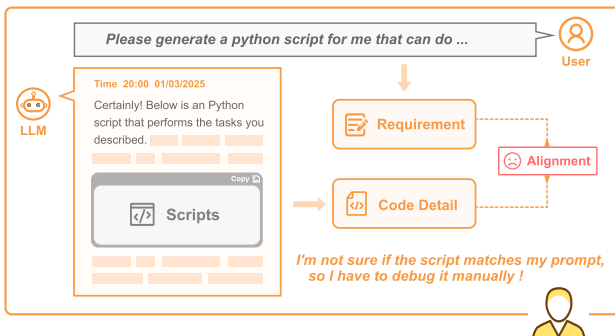 Please generate a python script for me that can do ...
User
LLM
Time 20:00 01/03/2025
Certainly! Below is an Python
script that performs the tasks you
described.
Copy
Scripts
Requirement
Alignment
Code Detail
I'm not sure if the script matches my prompt,
so I have to debug it manually !